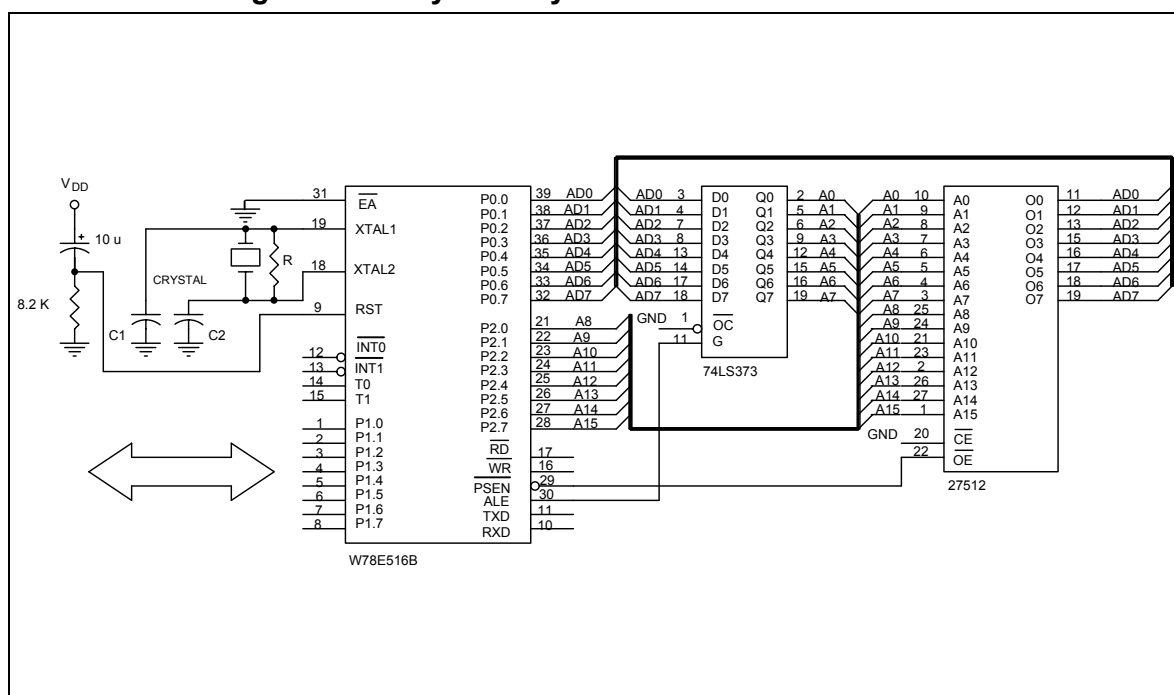 V DD
10 u
8.2 K
C1
C2
CRYSTAL
R
31
19
18
9
12
13
14
15
1
2
3
4
5
6
7
8
EA
XTAL1
XTAL2
RST
INT0
INT1
T0
T1
P1.0
P1.1
P1.2
P1.3
P1.4
P1.5
P1.6
P1.7
P0.0 39 AD0
P0.1 38 AD1
P0.2 37 AD2
P0.3 36 AD3
P0.4 35 AD4
P0.5 34 AD5
P0.6 33 AD6
P0.7 32 AD7
P2.0 21 A8
P2.1 22 A9
P2.2 23 A10
P2.3 24 A11
P2.4 25 A12
P2.5 26 A13
P2.6 27 A14
P2.7 28 A15
RD 17
WR 16
PSEN 29
ALE 30
TXD 11
RXD 10
W78E516B
AD0 3 D0 Q0 2 A0
AD1 4 D1 Q1 5 A1
AD2 7 D2 Q2 6 A2
AD3 8 D3 Q3 9 A3
AD4 13 D4 Q4 12 A4
AD5 14 D5 Q5 15 A5
AD6 17 D6 Q6 16 A6
AD7 18 D7 Q7 19 A7
GND 1 OC
11 G
74LS373
A0 10 A0 O0 11 AD0
A1 9 A1 O1 12 AD1
A2 8 A2 O2 13 AD2
A3 7 A3 O3 15 AD3
A4 6 A4 O4 16 AD4
A5 5 A5 O5 17 AD5
A6 4 A6 O6 18 AD6
A7 3 A7 O7 19 AD7
A8 25 A8
A9 24 A9
A10 21 A10
A11 23 A11
A12 2 A12
A13 26 A13
A14 27 A14
A15 1 A15
GND 20 CE
22 OE
27512